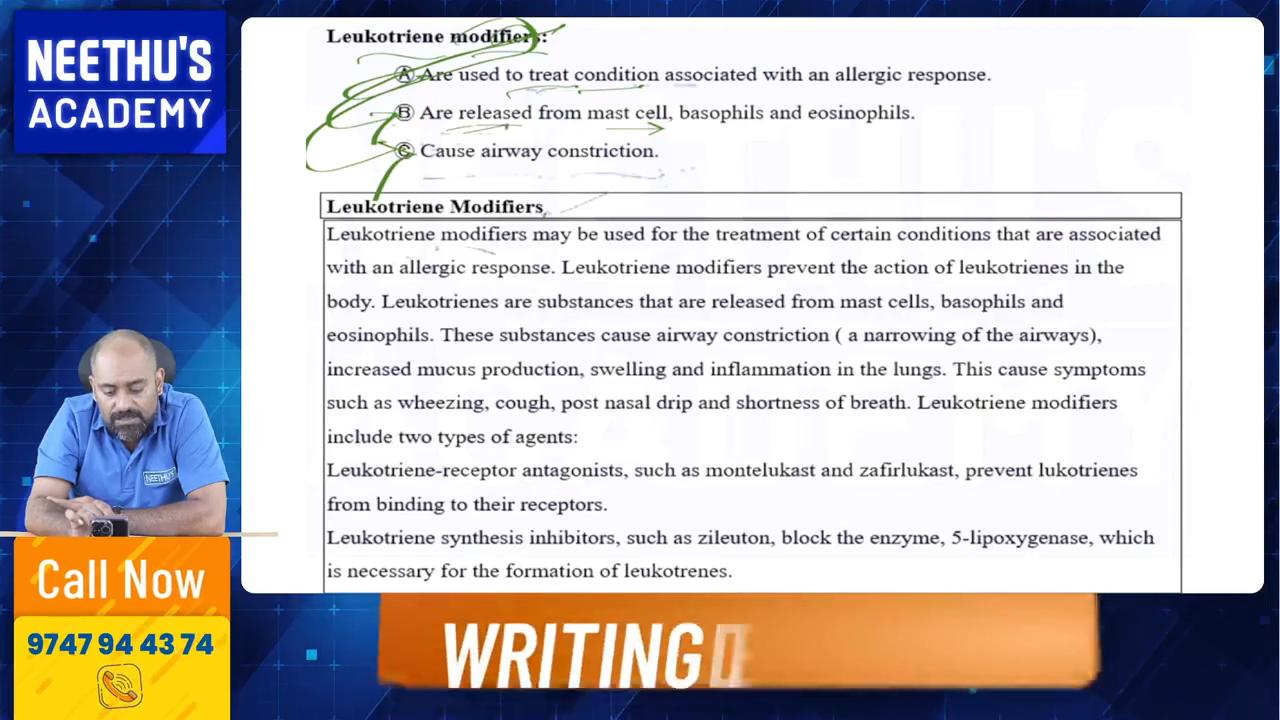 NEETHU'S
ACADEMY
Leukotriene modifiers:
A Are used to treat condition associated with an allergic response.
B Are released from mast cell, basophils and eosinophils.
C Cause airway constriction.
Leukotriene Modifiers
Leukotriene modifiers may be used for the treatment of certain conditions that are associated
with an allergic response. Leukotriene modifiers prevent the action of leukotrienes in the
body. Leukotrienes are substances that are released from mast cells, basophils and
eosinophils. These substances cause airway constriction ( a narrowing of the airways),
increased mucus production, swelling and inflammation in the lungs. This cause symptoms
such as wheezing, cough, post nasal drip and shortness of breath. Leukotriene modifiers
include two types of agents:
Leukotriene-receptor antagonists, such as montelukast and zafirlukast, prevent lukotrienes
from binding to their receptors.
Leukotriene synthesis inhibitors, such as zileuton, block the enzyme, 5-lipoxygenase, which
is necessary for the formation of leukotrenes.
NEETHU'S
Call Now
9747 94 43 74
WRITING